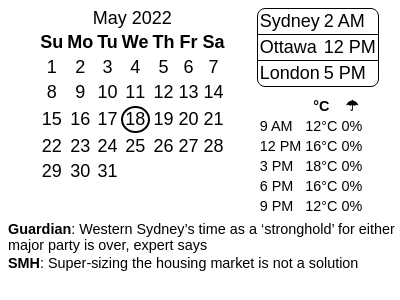 May 2022
Su Mo Tu We Th Fr Sa
1 2 3 4 5 6 7
8 9 10 11 12 13 14
15 16 17 18 19 20 21
22 23 24 25 26 27 28
29 30 31
Sydney 2 AM
Ottawa 12 PM
London 5 PM
°C ☂
9 AM 12°C 0%
12 PM 16°C 0%
3 PM 18°C 0%
6 PM 16°C 0%
9 PM 12°C 0%
Guardian: Western Sydney’s time as a ‘stronghold’ for either
major party is over, expert says
SMH: Super-sizing the housing market is not a solution